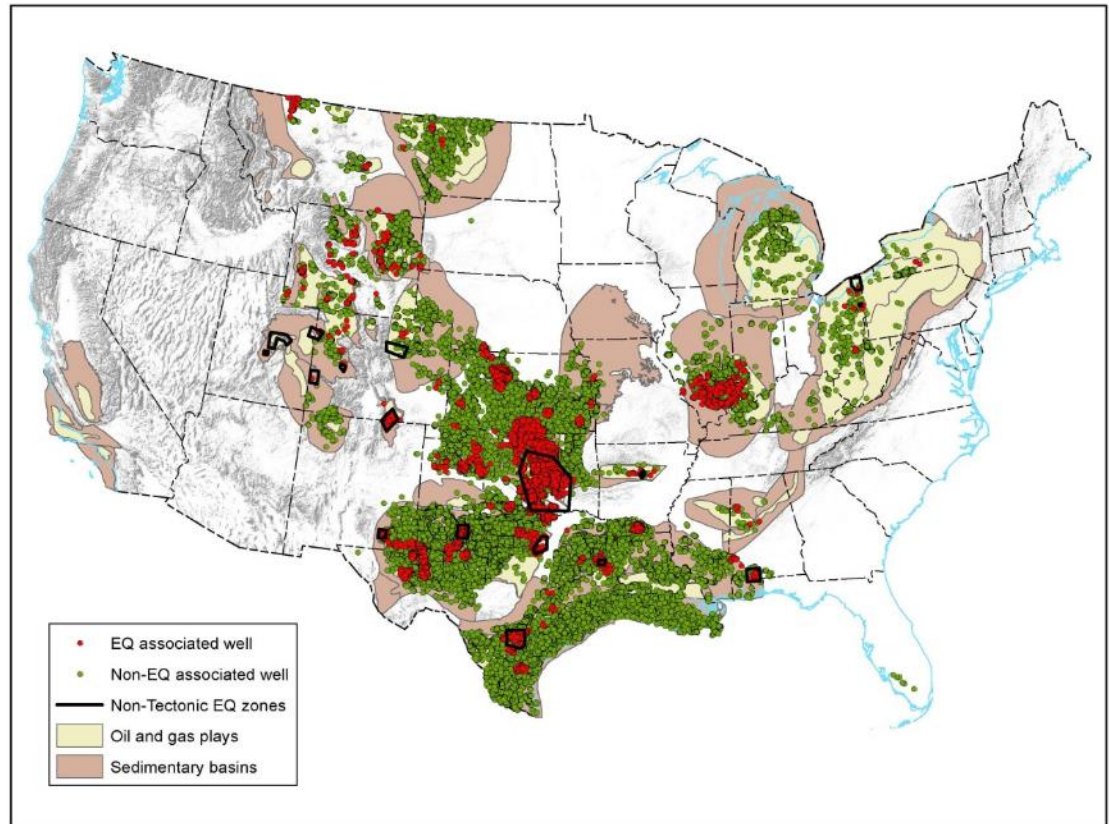 EQ associated well
Non-EQ associated well
Non-Tectonic EQ zones
Oil and gas plays
Sedimentary basins